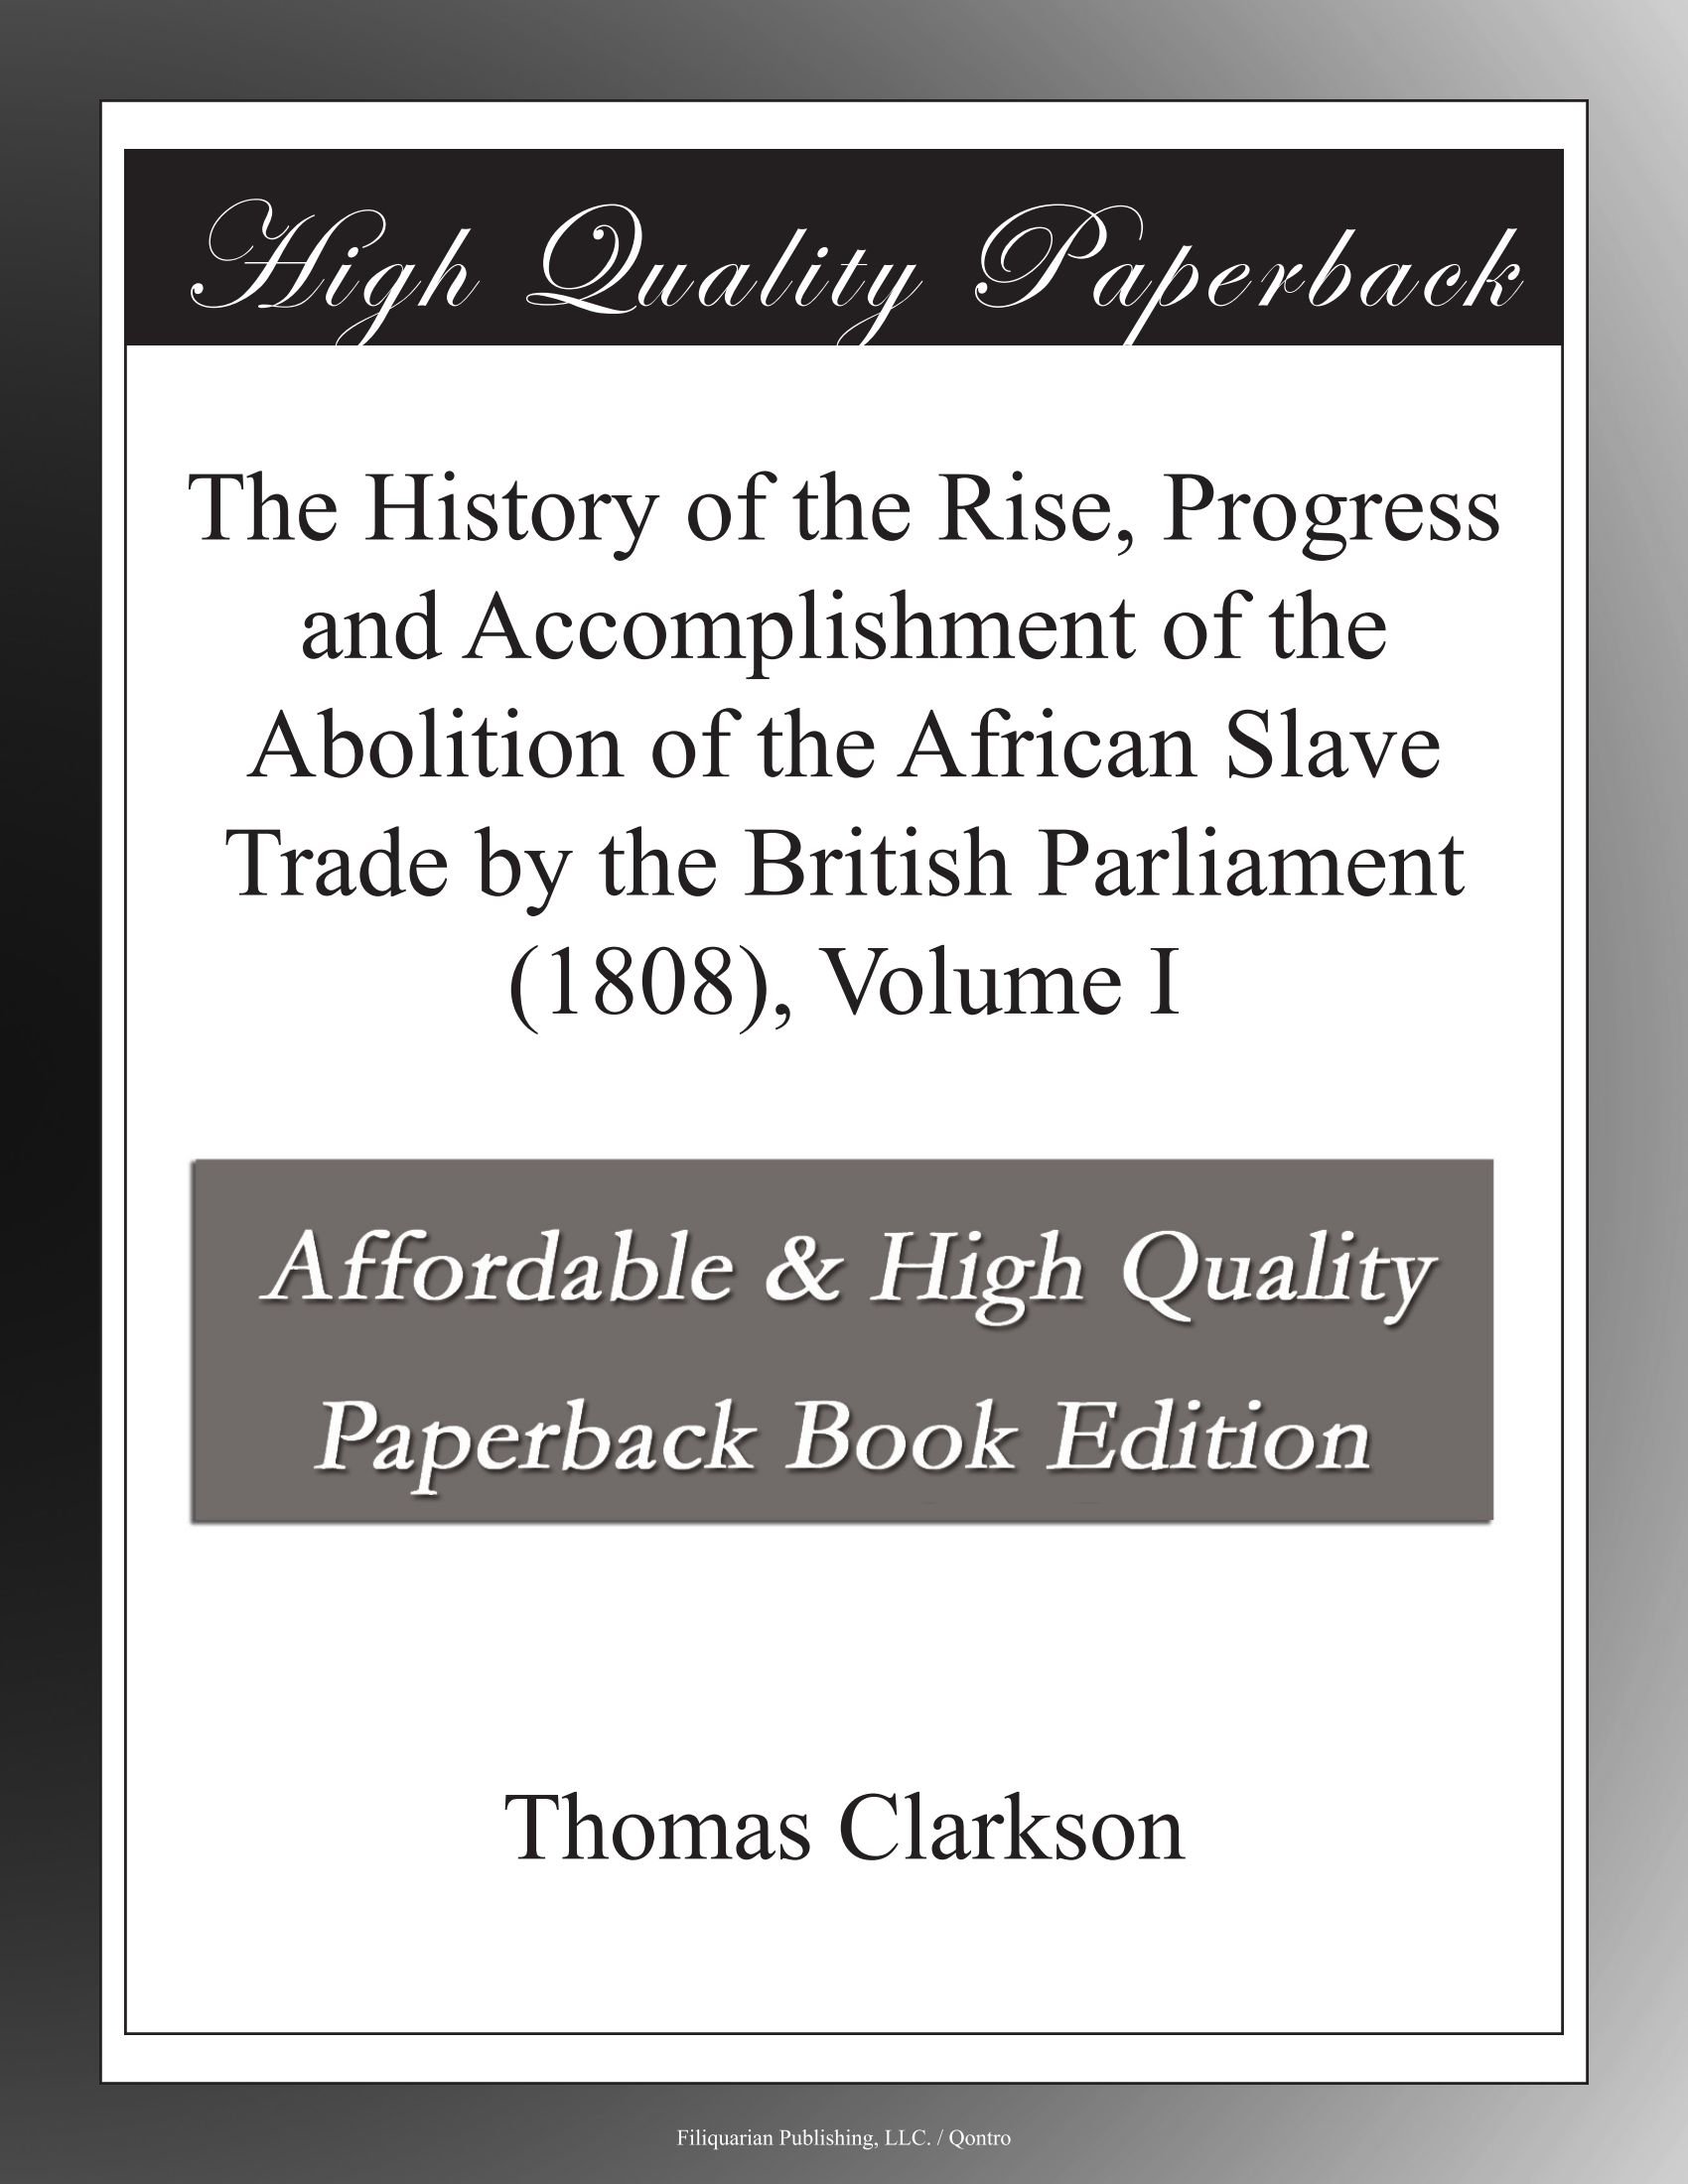 High Quality Paperback
The History of the Rise, Progress
and Accomplishment of the
Abolition of the African Slave
Trade by the British Parliament
(1808), Volume I
Affordable & High Quality
Paperback Book Edition
Thomas Clarkson
Filiquarian Publishing, LLC. / Qontro